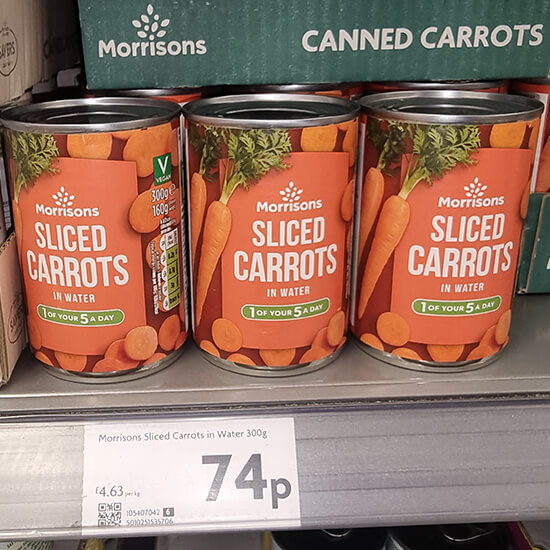 Morrisons
CANNED CARROTS
Morrisons
SLICED
CARROTS
IN WATER
1 OF YOUR 5 A DAY
V
VEGAN
300g e
160g
Morrisons
SLICED
CARROTS
IN WATER
1 OF YOUR 5 A DAY
Morrisons
SLICED
CARROTS
IN WATER
1 OF YOUR 5 A DAY
Morrisons Sliced Carrots in Water 300g
£4.63 per kg
74p
105407042 6
5010251535706